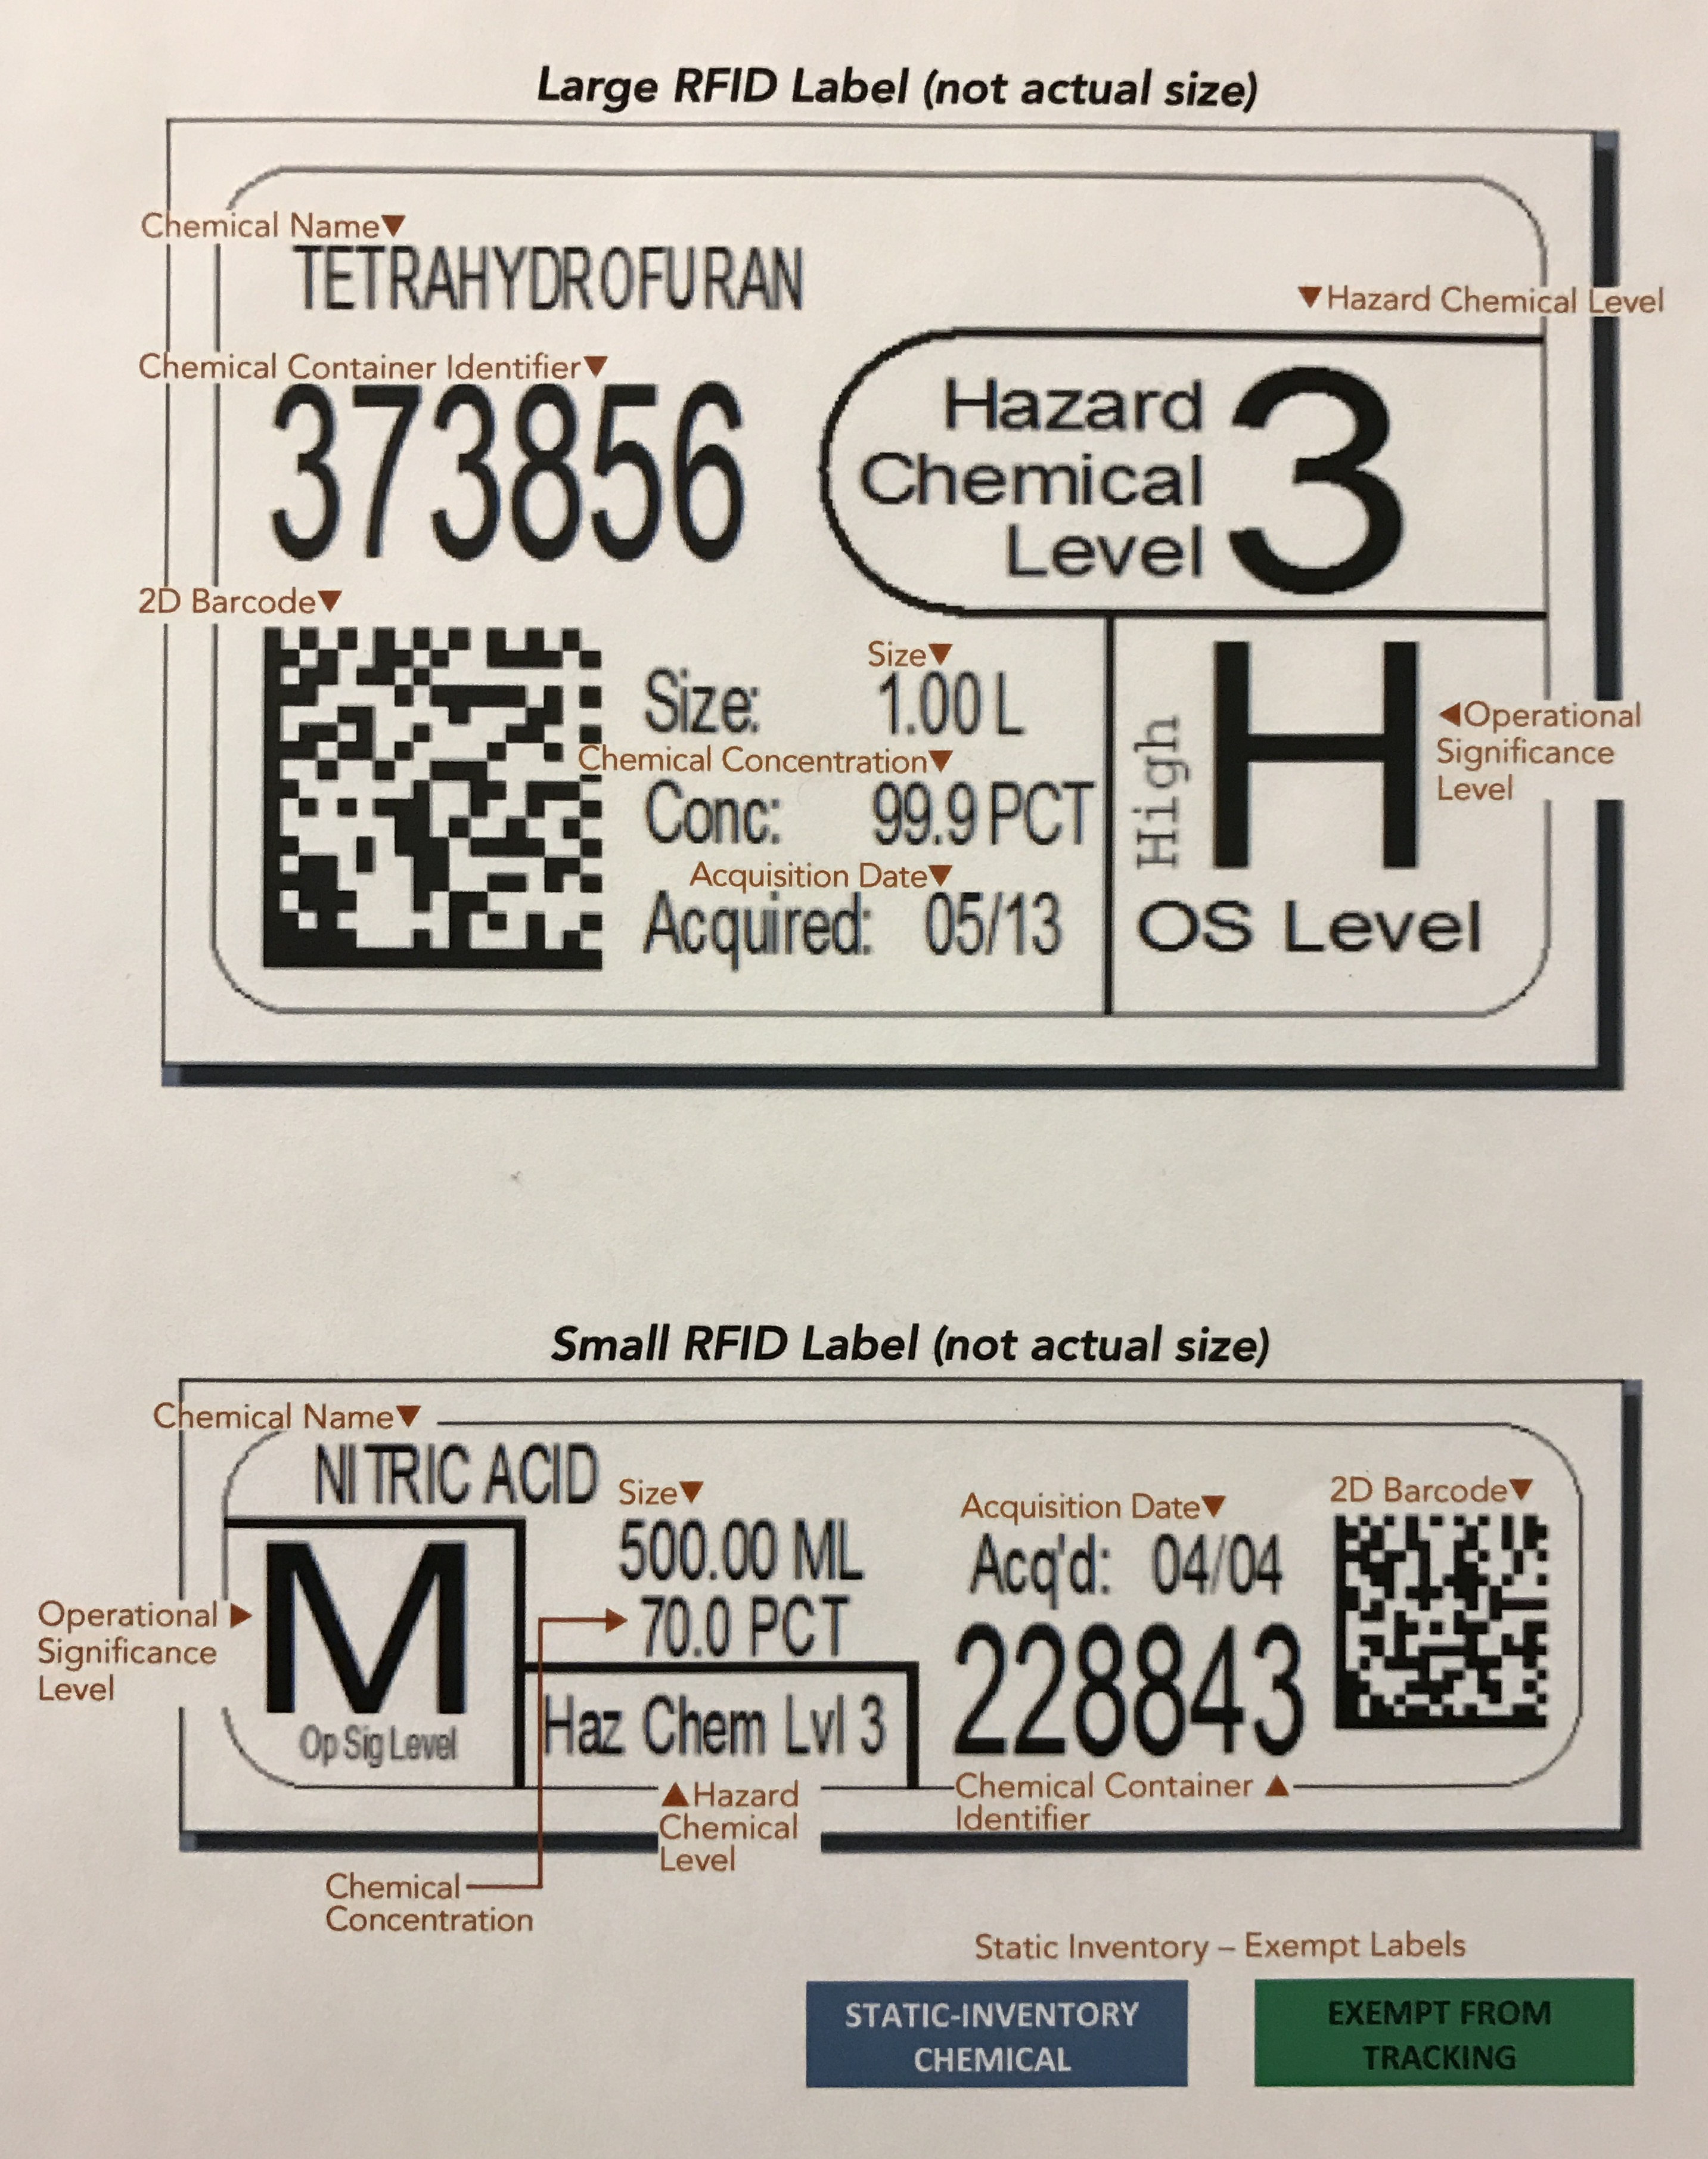 Large RFID Label (not actual size)
Chemical Name▼
TETRAHYDROFURAN
▼Hazard Chemical Level
Chemical Container Identifier▼
373856
Hazard
Chemical
Level
3
2D Barcode▼
Size▼
Size: 1.00 L
Chemical Concentration▼
Conc: 99.9 PCT
Acquisition Date▼
Acquired: 05/13
High
H
OS Level
◀Operational
Significance
Level
Small RFID Label (not actual size)
Chemical Name▼
NITRIC ACID
Size▼
500.00 ML
70.0 PCT
Acquisition Date▼
Acq'd: 04/04
2D Barcode▼
Operational ▶
Significance
Level
M
Op Sig Level
Haz Chem Lvl 3
228843
▲Hazard
Chemical
Level
Chemical Container ▲
Identifier
Chemical
Concentration
Static Inventory – Exempt Labels
STATIC-INVENTORY
CHEMICAL
EXEMPT FROM
TRACKING